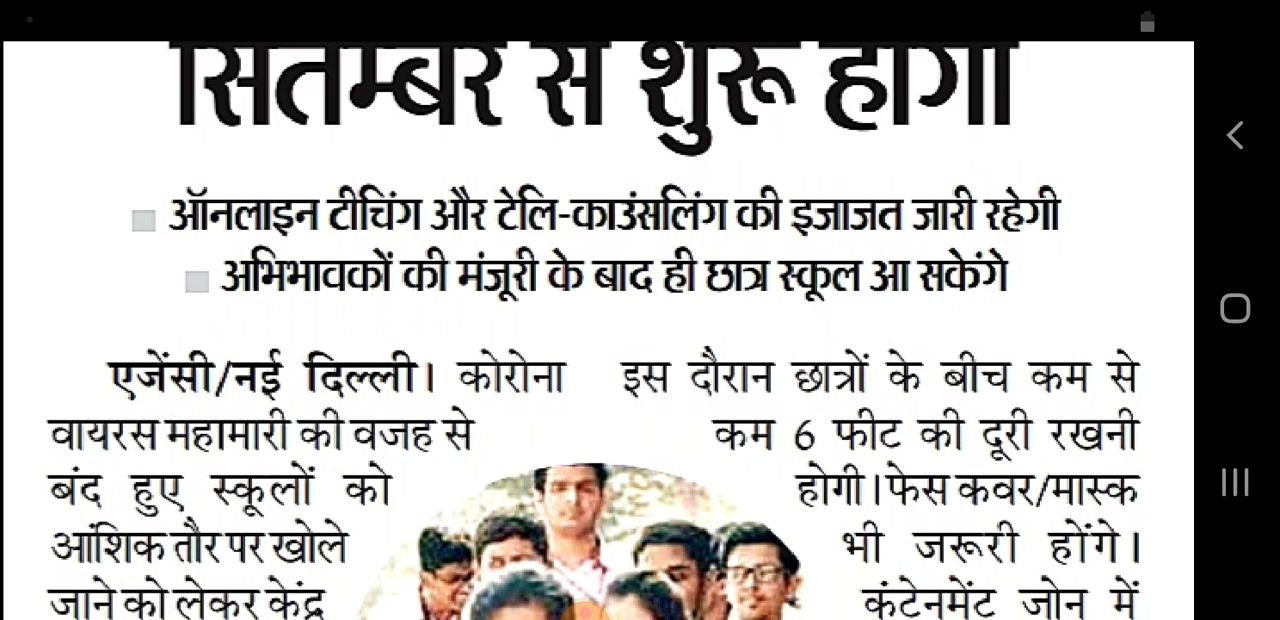 सितम्बर से शुरू होगा
ऑनलाइन टीचिंग और टेलि-काउंसलिंग की इजाजत जारी रहेगी
अभिभावकों की मंजूरी के बाद ही छात्र स्कूल आ सकेंगे
एजेंसी/नई दिल्ली। कोरोना
वायरस महामारी की वजह से
बंद हुए स्कूलों को
आंशिक तौर पर खोले
जाने को लेकर केंद्र
इस दौरान छात्रों के बीच कम से
कम 6 फीट की दूरी रखनी
होगी। फेस कवर/मास्क
भी जरूरी होंगे।
कंटेनमेंट जोन में